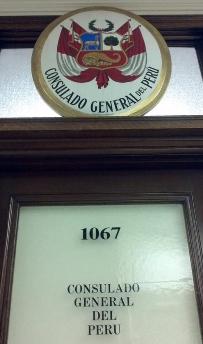 CONSULADO GENERAL DEL PERU
1067
CONSULADO
GENERAL
DEL
PERU